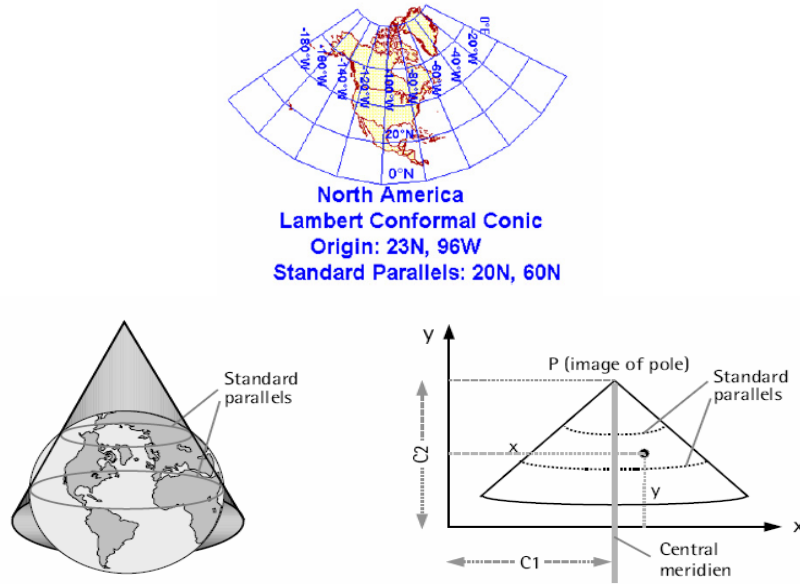 -180°W
-160°W
-140°W
-120°W
-100°W
-80°W
-60°W
-40°W
-20°W
0°E
20°N
0°N
North America
Lambert Conformal Conic
Origin: 23N, 96W
Standard Parallels: 20N, 60N
Standard
parallels
y
P (image of pole)
Standard
parallels
C2
x
y
x
C1
Central
meridien